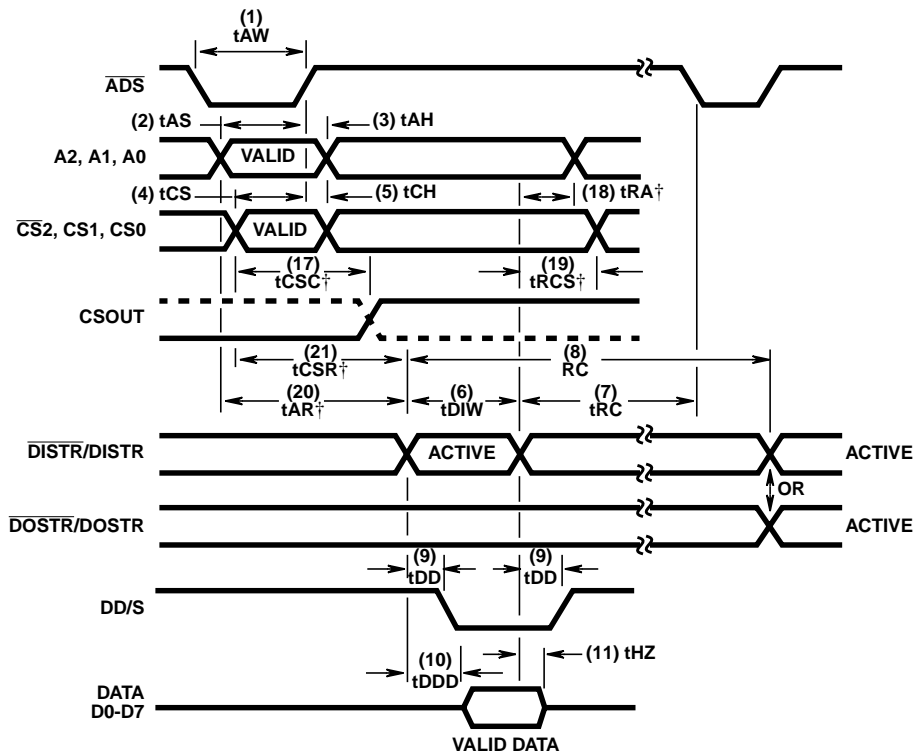 (1)
tAW
ADS
(2) tAS
(3) tAH
A2, A1, A0
VALID
(4) tCS
(5) tCH
(18) tRA†
CS2, CS1, CS0
VALID
(17)
tCSC†
(19)
tRCS†
CSOUT
(21)
tCSR†
(8)
RC
(20)
tAR†
(6)
tDIW
(7)
tRC
DISTR/DISTR
ACTIVE
ACTIVE
OR
DOSTR/DOSTR
ACTIVE
(9)
tDD
(9)
tDD
DD/S
(10)
tDDD
(11) tHZ
DATA
D0-D7
VALID DATA